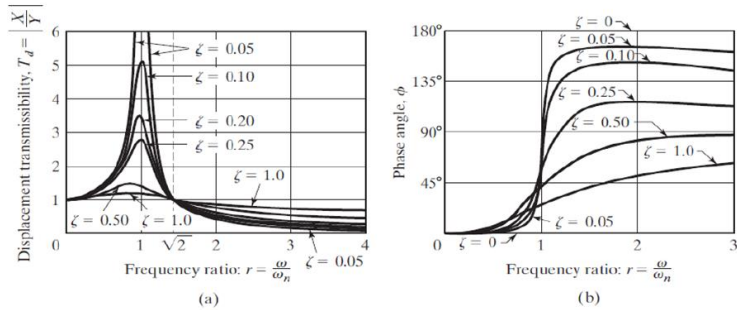 Displacement transmissibility, T_d = |X/Y|
6
5
4
3
2
1
0
1
√2
2
3
4
ζ = 0.05
ζ = 0.10
ζ = 0.20
ζ = 0.25
ζ = 1.0
ζ = 0.50
ζ = 1.0
ζ = 0.05
Frequency ratio: r = ω/ω_n
(a)
Phase angle, ϕ
180°
135°
90°
45°
0
1
2
3
ζ = 0
ζ = 0.05
ζ = 0.10
ζ = 0.25
ζ = 0.50
ζ = 1.0
ζ = 0.05
ζ = 0
Frequency ratio: r = ω/ω_n
(b)